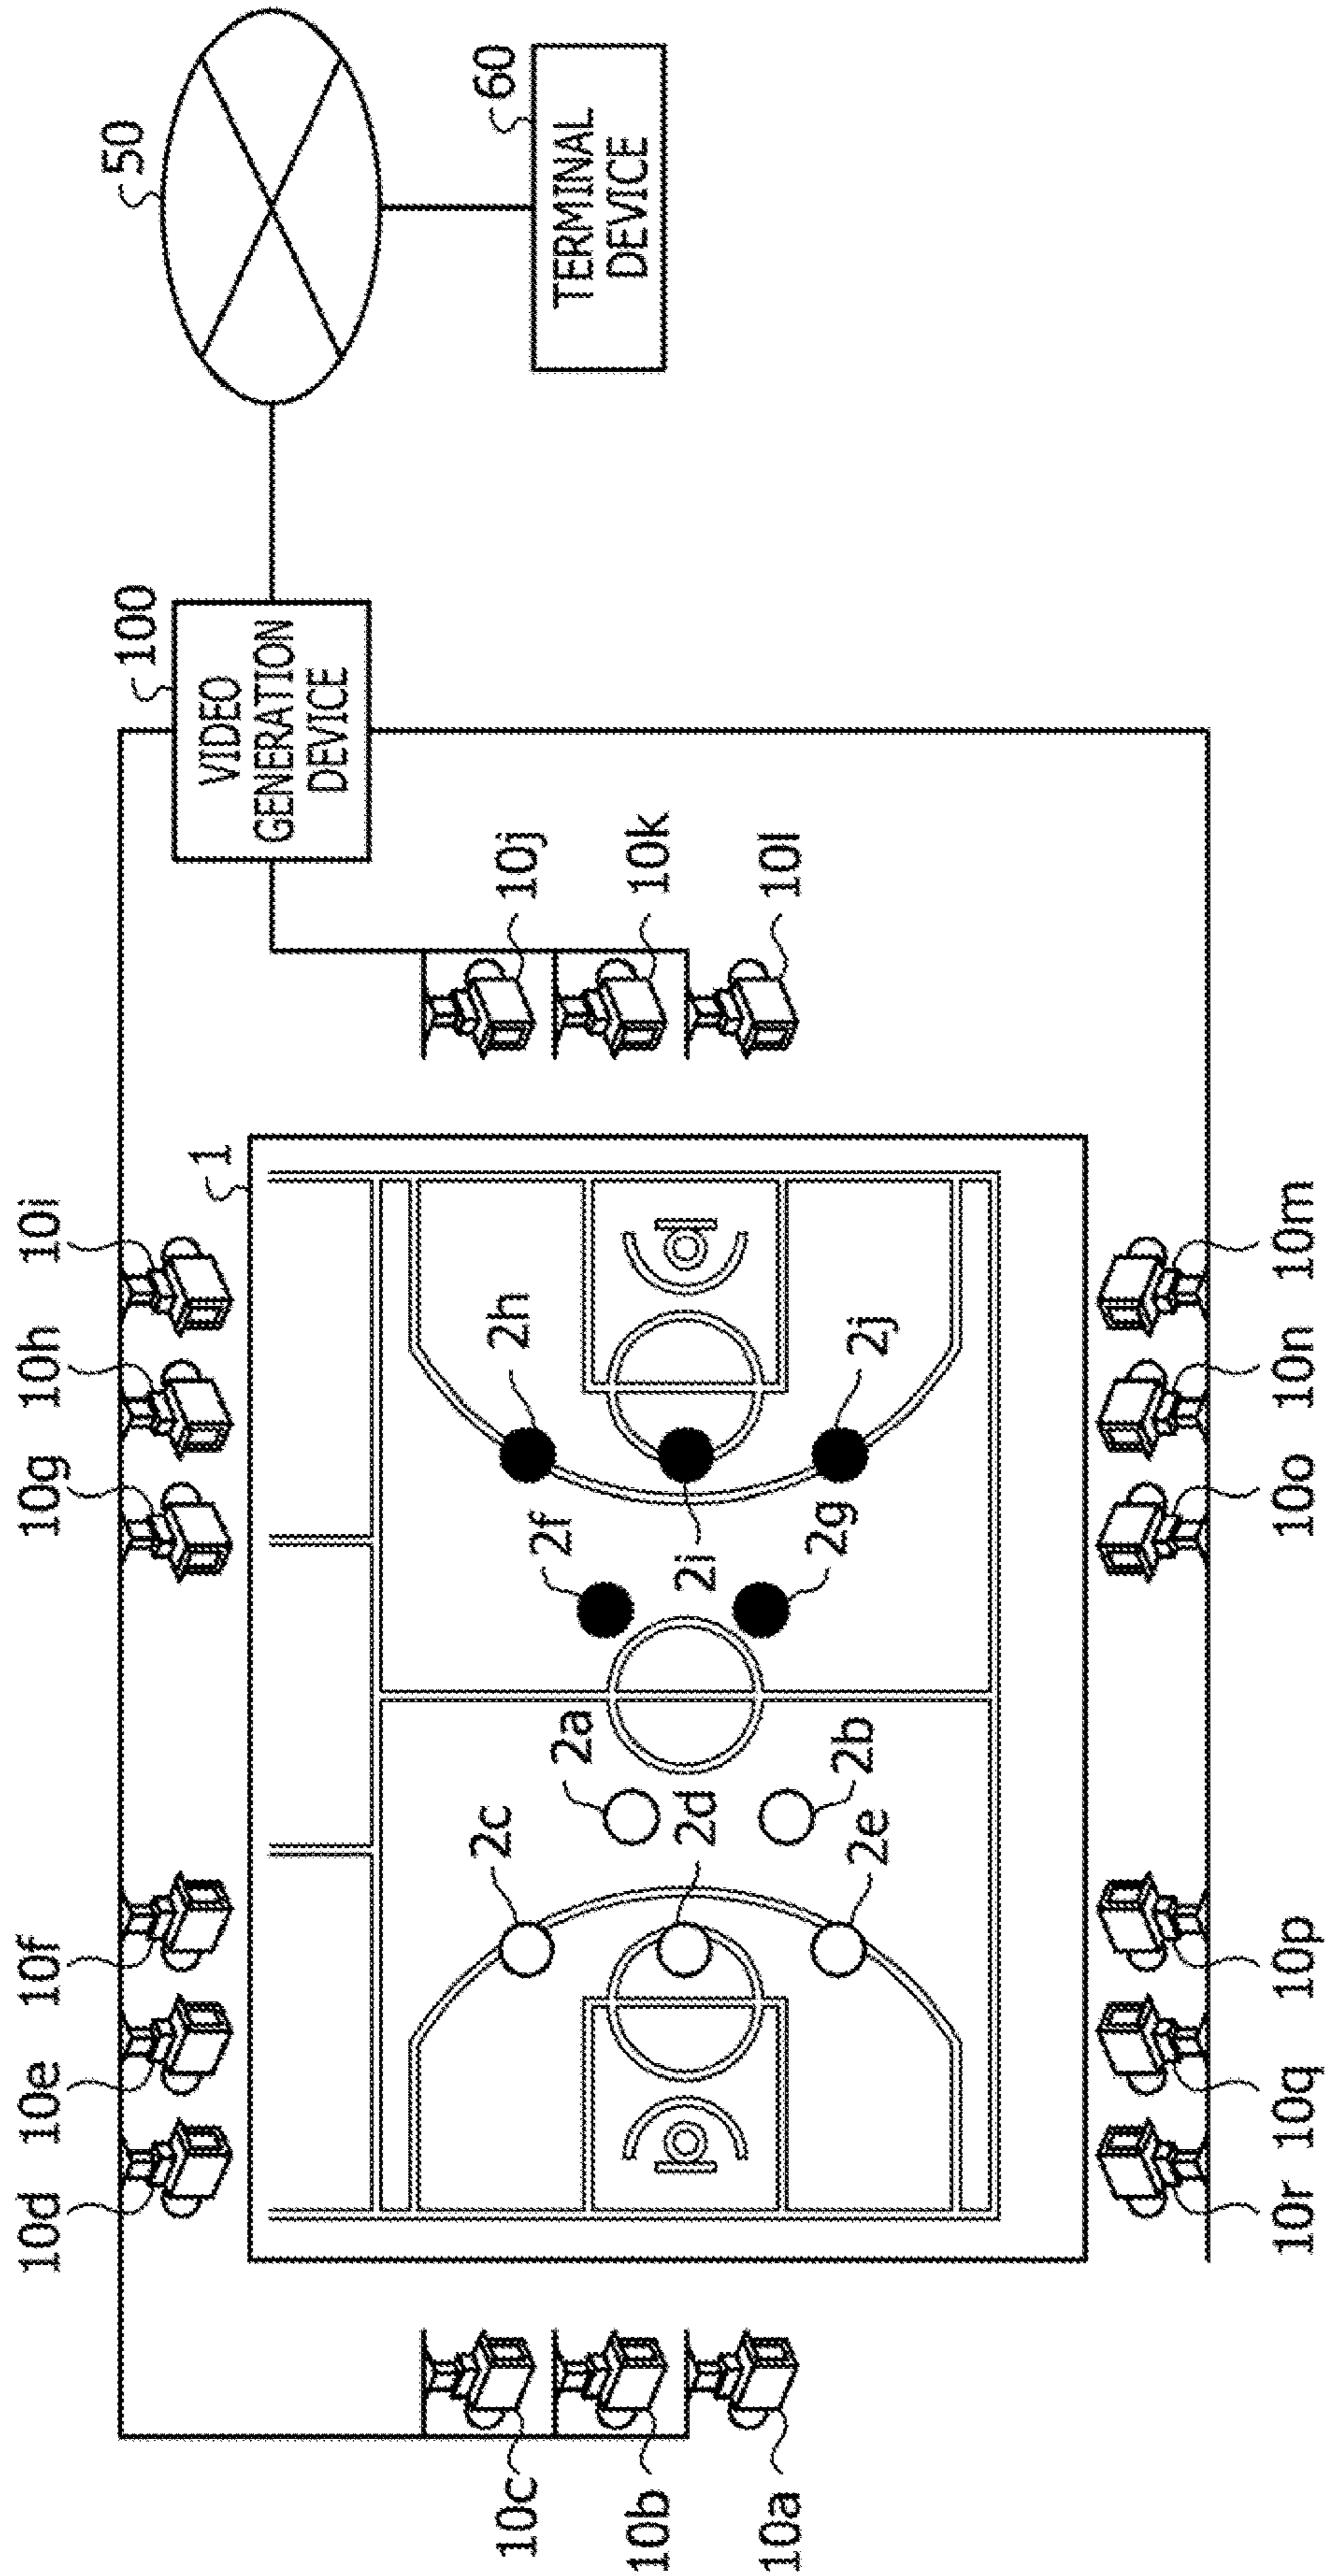 10d
10e
10f
10g
10h
10i
1
100
VIDEO
GENERATION
DEVICE
50
60
TERMINAL
DEVICE
10c
10b
10a
10j
10k
10l
2c
2a
2d
2b
2e
2f
2h
2i
2g
2j
10r
10q
10p
10o
10n
10m